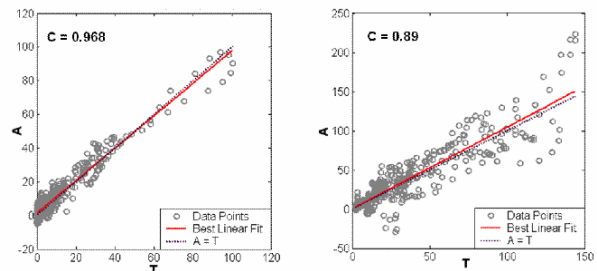 C = 0.968
A
120
100
80
60
40
20
0
-20
0 20 40 60 80 100 120
T
Data Points
Best Linear Fit
A = T
C = 0.89
A
250
200
150
100
50
0
-50
0 50 100 150
T
Data Points
Best Linear Fit
A = T